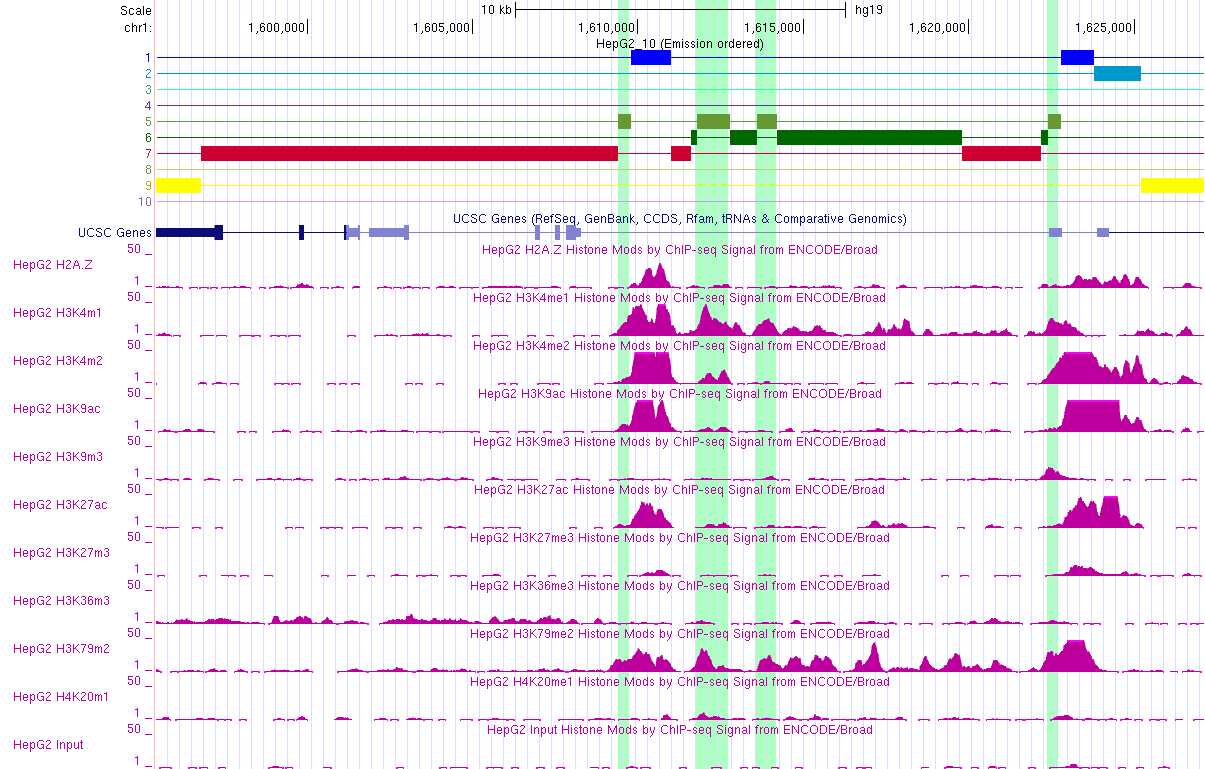 Scale 10 kb hg19
chr1: 1,600,000 1,605,000 1,610,000 1,615,000 1,620,000 1,625,000
HepG2_10 (Emission ordered)
1
2
3
4
5
6
7
8
9
10
UCSC Genes (RefSeq, GenBank, CCDS, Rfam, tRNAs & Comparative Genomics)
UCSC Genes
50 _
HepG2 H2A.Z Histone Mods by ChIP-seq Signal from ENCODE/Broad
HepG2 H2A.Z
1 _
50 _
HepG2 H3K4me1 Histone Mods by ChIP-seq Signal from ENCODE/Broad
HepG2 H3K4m1
1 _
50 _
HepG2 H3K4me2 Histone Mods by ChIP-seq Signal from ENCODE/Broad
HepG2 H3K4m2
1 _
50 _
HepG2 H3K9ac Histone Mods by ChIP-seq Signal from ENCODE/Broad
HepG2 H3K9ac
1 _
50 _
HepG2 H3K9me3 Histone Mods by ChIP-seq Signal from ENCODE/Broad
HepG2 H3K9m3
1 _
50 _
HepG2 H3K27ac Histone Mods by ChIP-seq Signal from ENCODE/Broad
HepG2 H3K27ac
1 _
50 _
HepG2 H3K27me3 Histone Mods by ChIP-seq Signal from ENCODE/Broad
HepG2 H3K27m3
1 _
50 _
HepG2 H3K36me3 Histone Mods by ChIP-seq Signal from ENCODE/Broad
HepG2 H3K36m3
1 _
50 _
HepG2 H3K79me2 Histone Mods by ChIP-seq Signal from ENCODE/Broad
HepG2 H3K79m2
1 _
50 _
HepG2 H4K20me1 Histone Mods by ChIP-seq Signal from ENCODE/Broad
HepG2 H4K20m1
1 _
50 _
HepG2 Input Histone Mods by ChIP-seq Signal from ENCODE/Broad
HepG2 Input
1 _